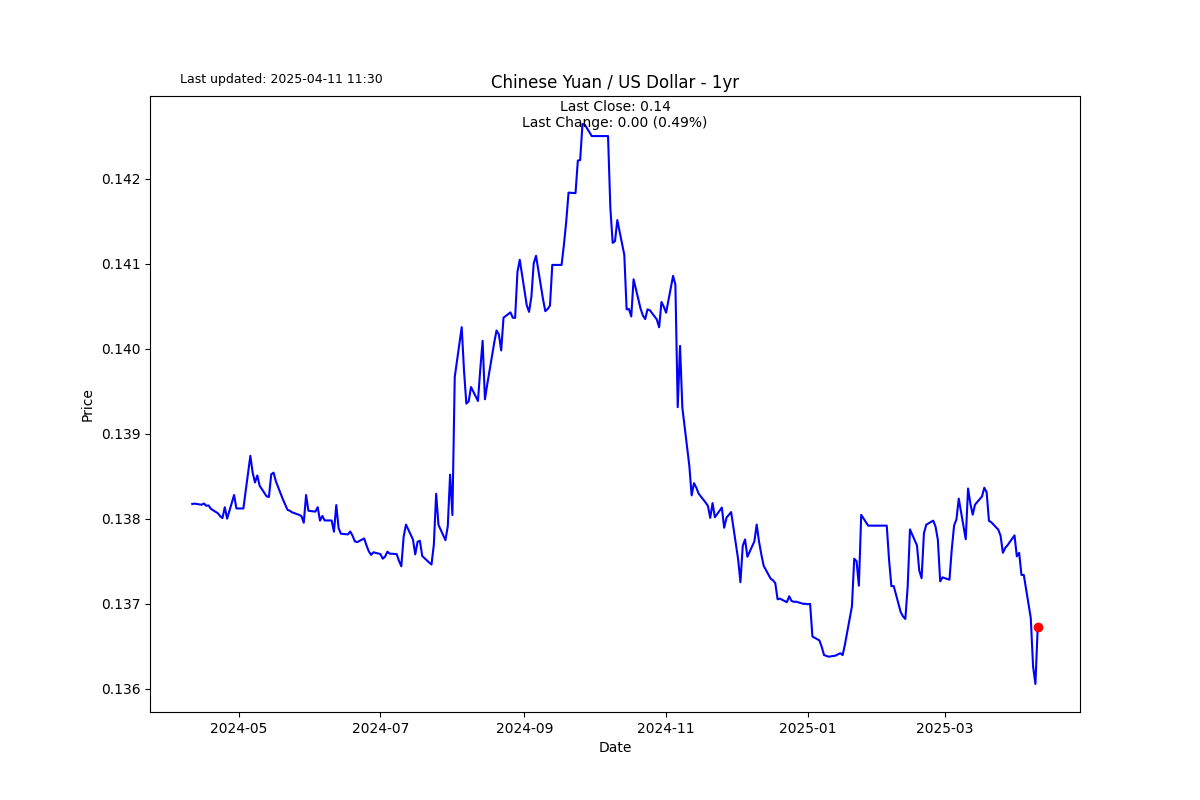 Last updated: 2025-04-11 11:30
Chinese Yuan / US Dollar - 1yr
Last Close: 0.14
Last Change: 0.00 (0.49%)
0.142
0.141
0.140
0.139
0.138
0.137
0.136
Price
2024-05 2024-07 2024-09 2024-11 2025-01 2025-03
Date